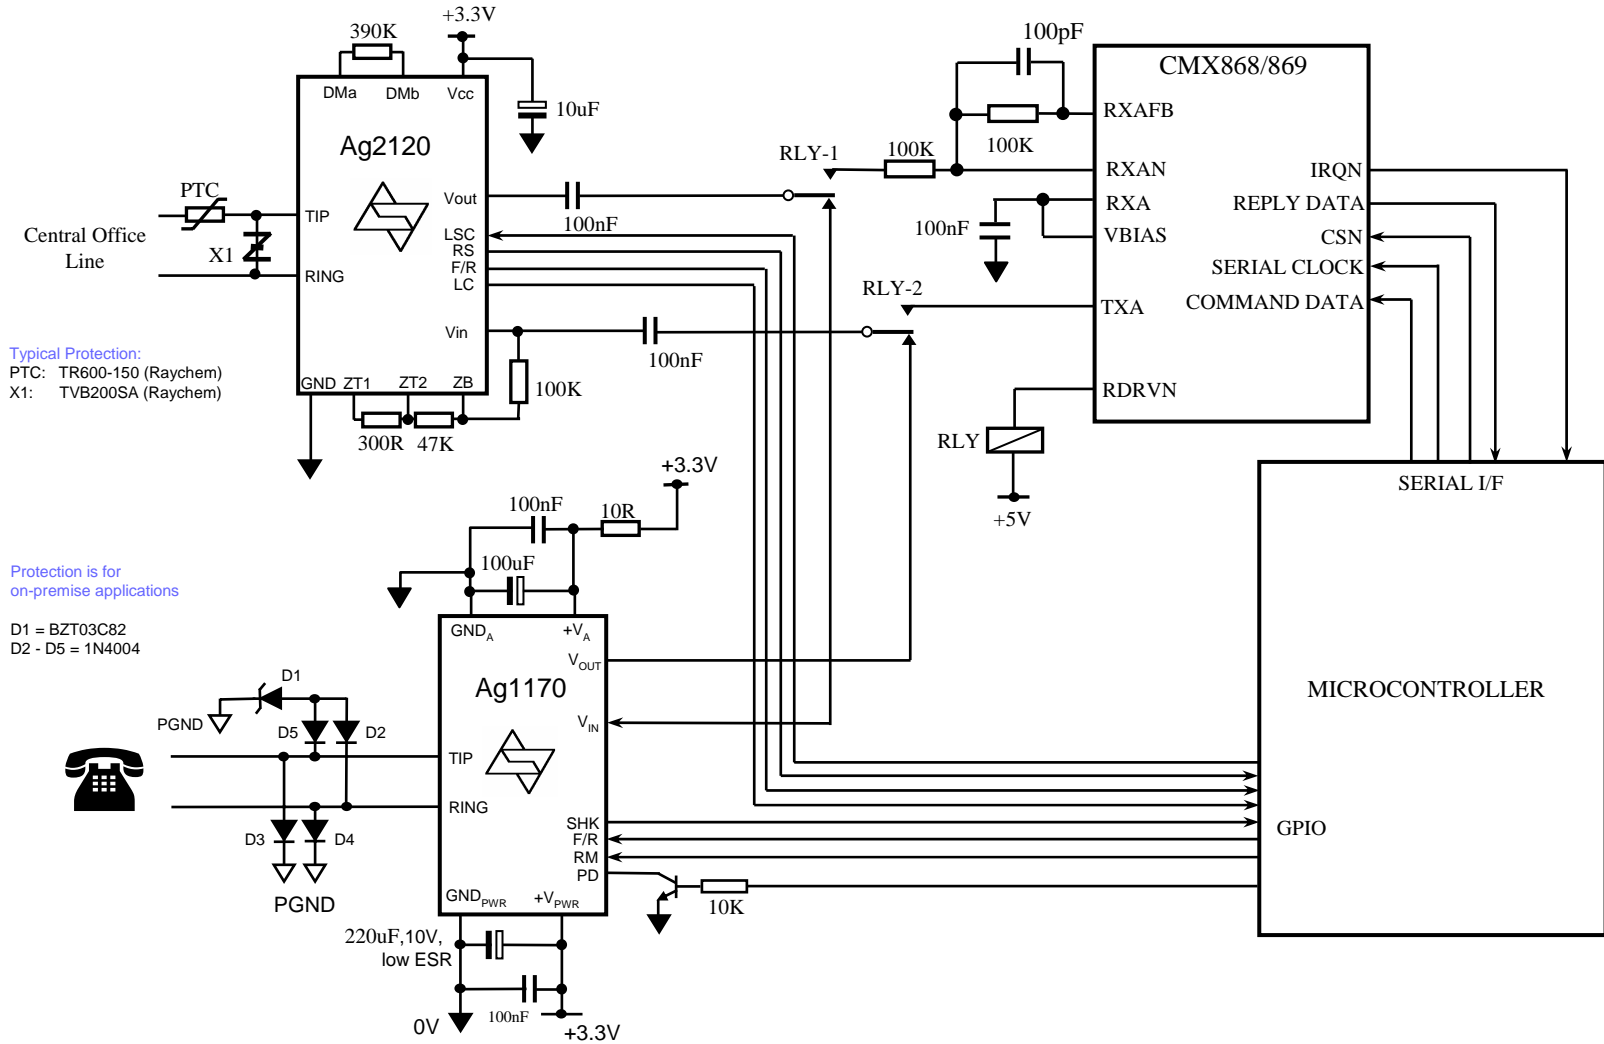 +3.3V
390K
DMa
DMb
Vcc
10uF
Ag2120
PTC
Central Office
Line
X1
TIP
RING
Vout
LSC
RS
F/R
LC
Vin
100nF
100nF
GND
ZT1
ZT2
ZB
300R
47K
100K
Typical Protection:
PTC: TR600-150 (Raychem)
X1: TVB200SA (Raychem)
RLY-1
100K
100pF
100K
RLY-2
100nF
CMX868/869
RXAFB
RXAN
RXA
VBIAS
TXA
RDRVN
IRQN
REPLY DATA
CSN
SERIAL CLOCK
COMMAND DATA
RLY
+5V
SERIAL I/F
MICROCONTROLLER
GPIO
+3.3V
100nF
10R
100uF
Protection is for
on-premise applications
D1 = BZT03C82
D2 - D5 = 1N4004
GNDA
+VA
VOUT
Ag1170
VIN
D1
PGND
D5
D2
TIP
RING
D3
D4
PGND
SHK
F/R
RM
PD
10K
GNDPWR
+VPWR
220uF,10V,
low ESR
0V
100nF
+3.3V